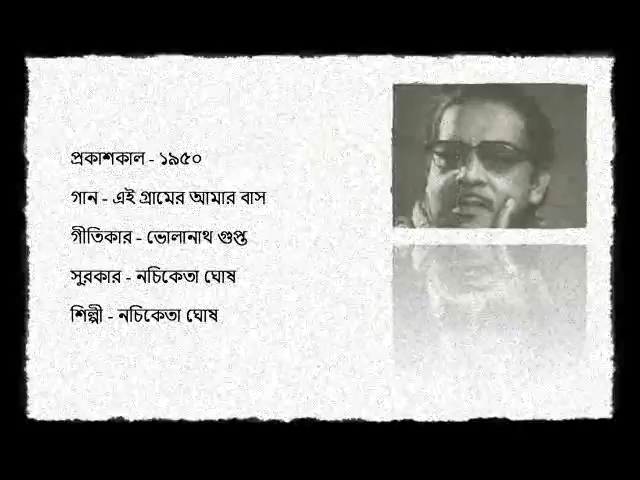 প্রকাশকাল - ১৯৫০
গান - এই গ্রামের আমার বাস
গীতিকার - ভোলানাথ গুপ্ত
সূরকার - নচিকেতা ঘোষ
শিল্পী - নচিকেতা ঘোষ